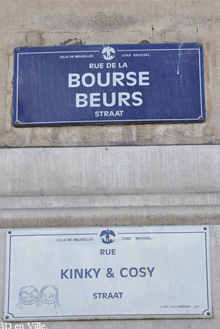 VILLE DE BRUXELLES STAD BRUSSEL
RUE DE LA
BOURSE
BEURS
STRAAT
VILLE DE BRUXELLES STAD BRUSSEL
RUE
KINKY & COSY
STRAAT
BD en Ville.